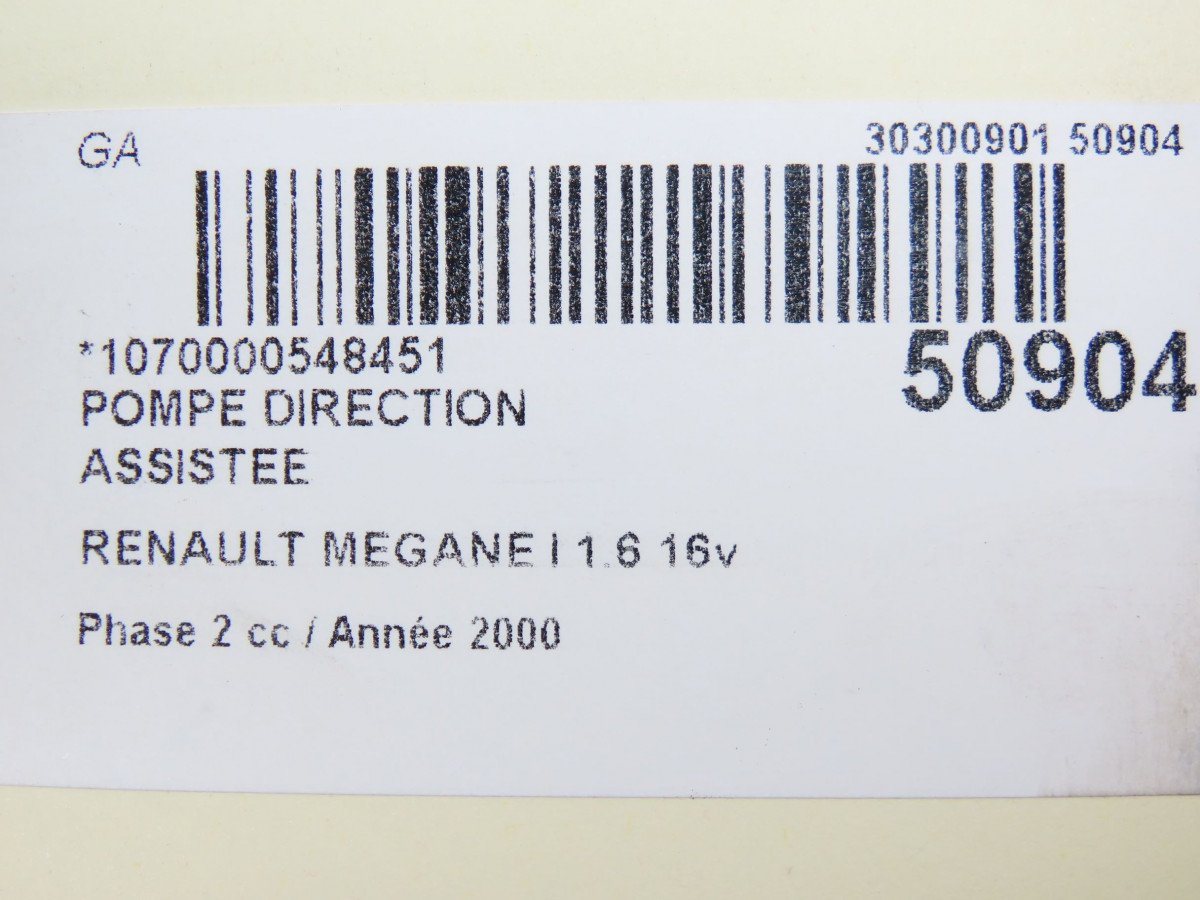 GA
30300901 50904
*1070000548451
50904
POMPE DIRECTION
ASSISTEE
RENAULT MEGANE I 1.6 16v
Phase 2 cc / Année 2000